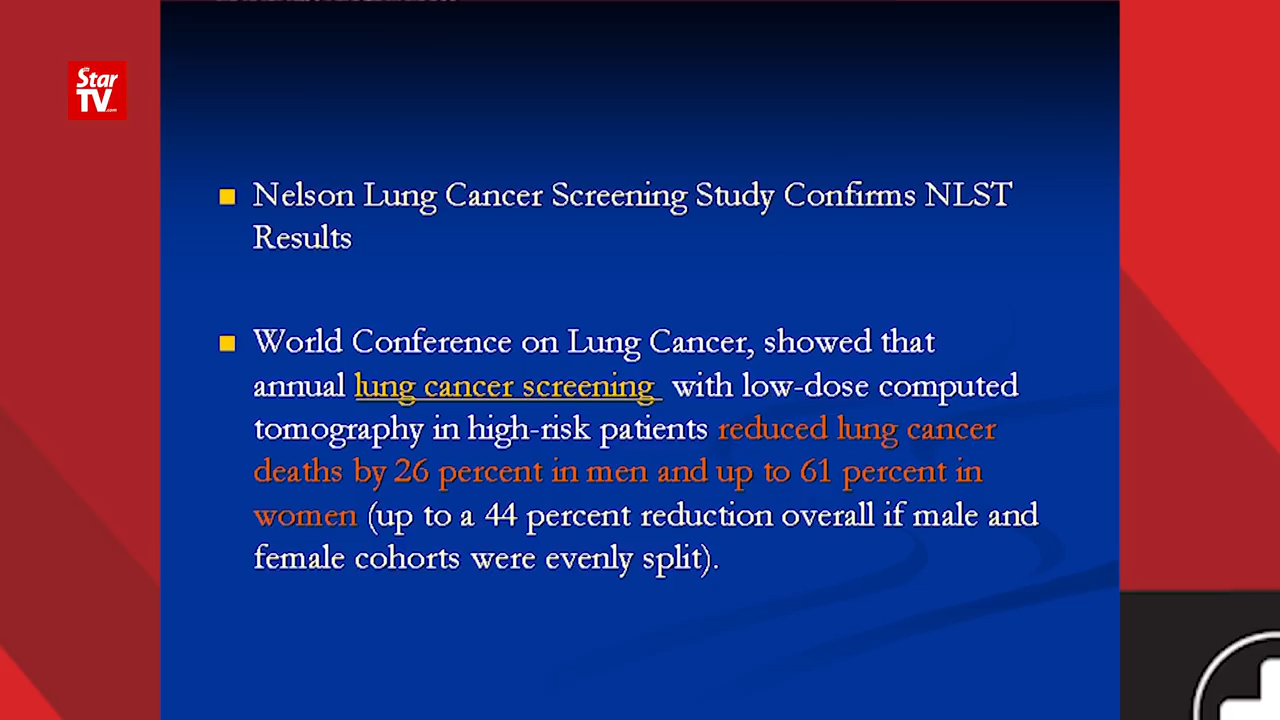 Star
TV.com
Nelson Lung Cancer Screening Study Confirms NLST
Results
World Conference on Lung Cancer, showed that
annual lung cancer screening with low-dose computed
tomography in high-risk patients reduced lung cancer
deaths by 26 percent in men and up to 61 percent in
women (up to a 44 percent reduction overall if male and
female cohorts were evenly split).